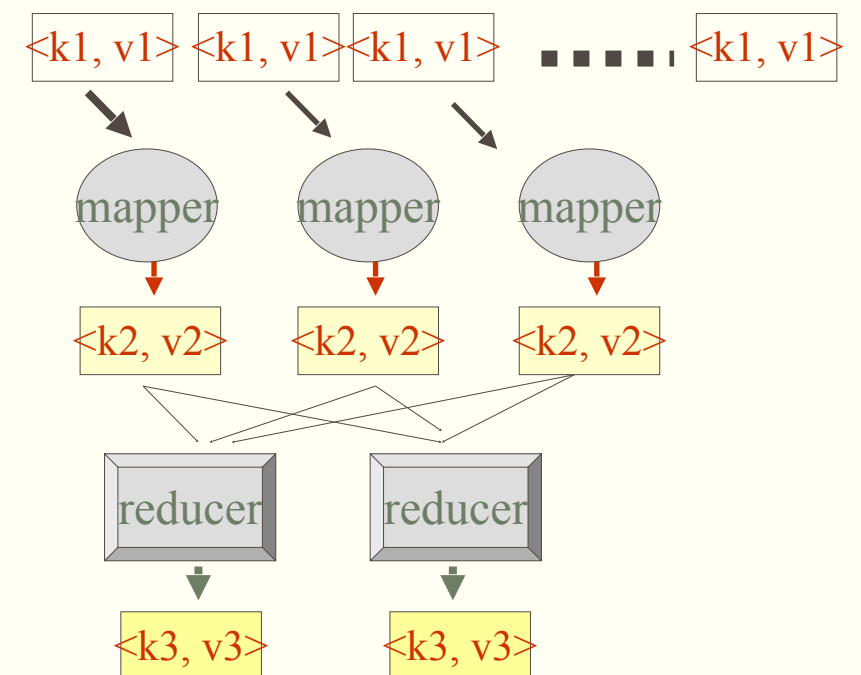 <k1, v1> <k1, v1> <k1, v1> <k1, v1>
mapper mapper mapper
<k2, v2> <k2, v2> <k2, v2>
reducer reducer
<k3, v3> <k3, v3>